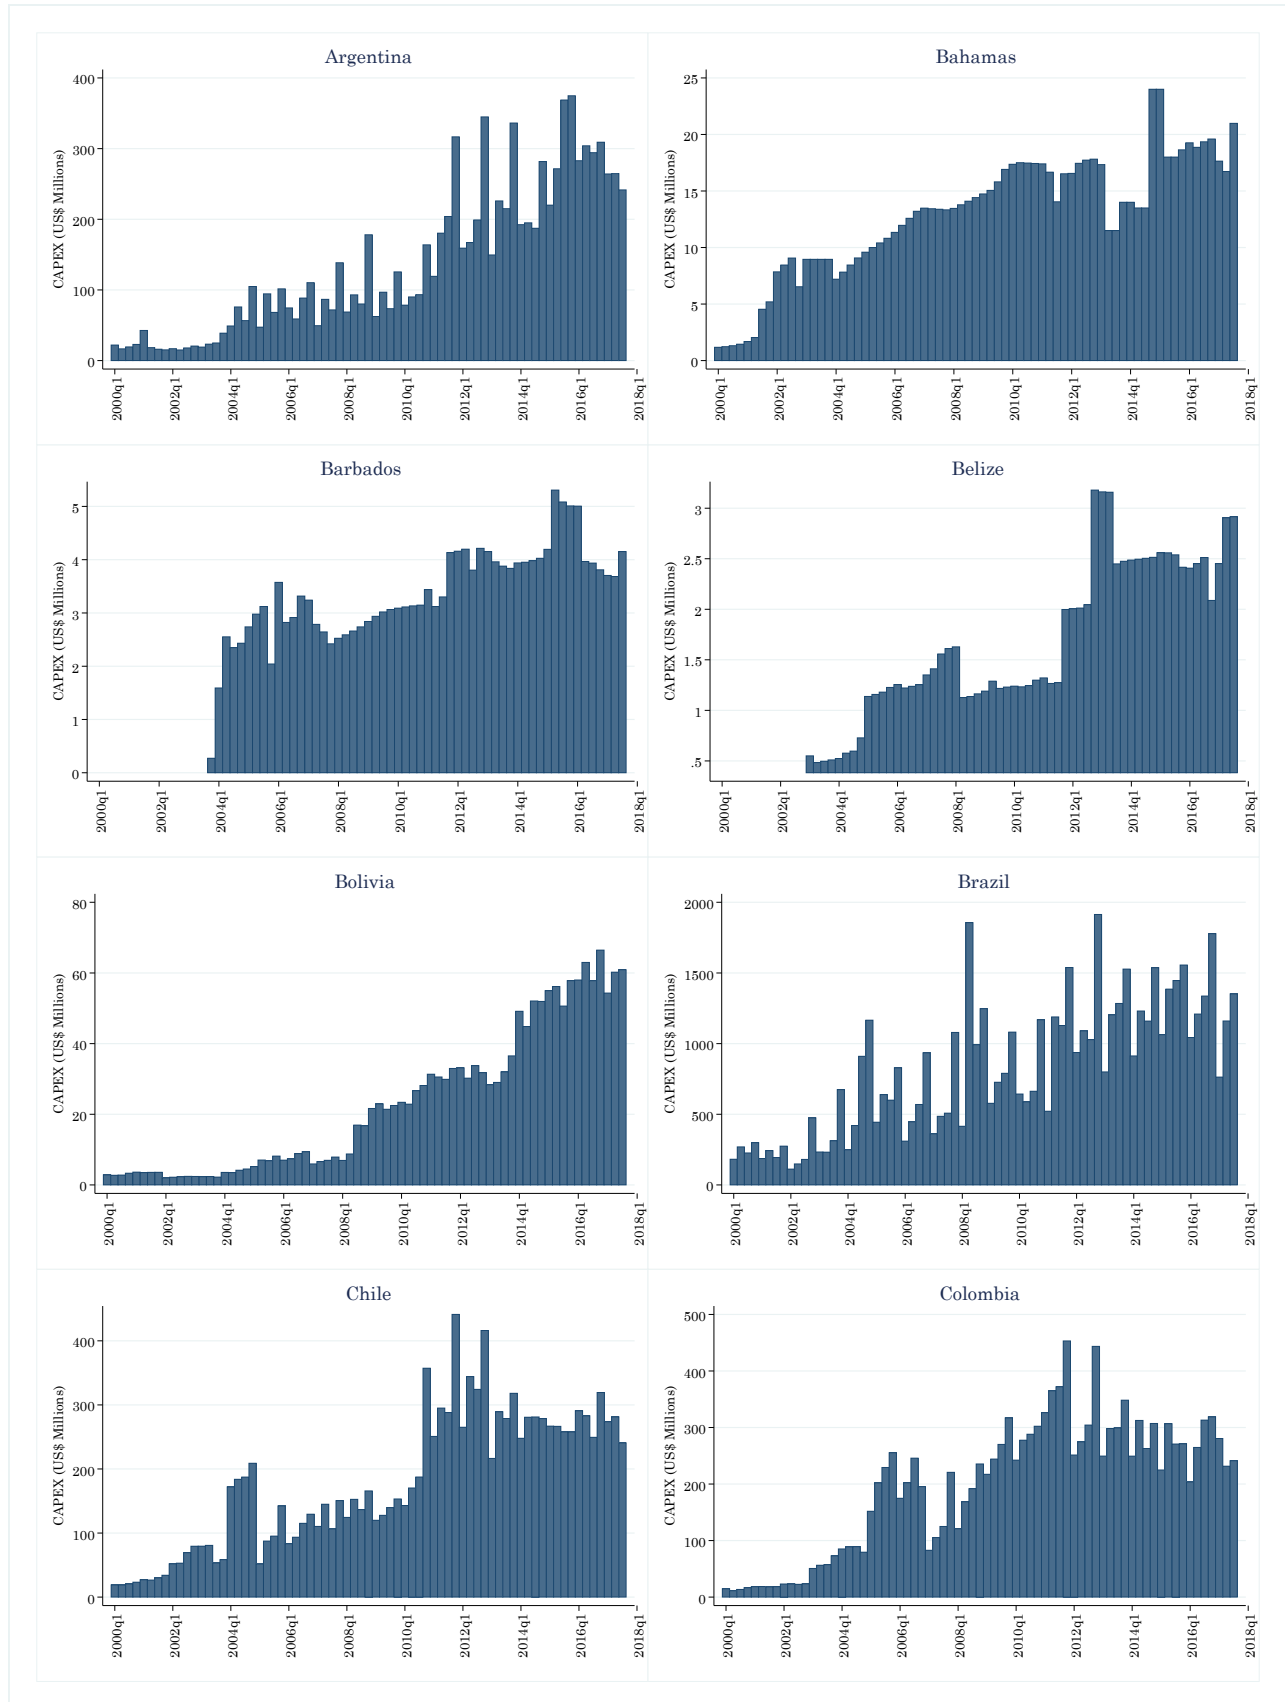 Argentina
CAPEX (US$ Millions)
400
300
200
100
0
2000q1
2002q1
2004q1
2006q1
2008q1
2010q1
2012q1
2014q1
2016q1
2018q1
Bahamas
CAPEX (US$ Millions)
25
20
15
10
5
0
2000q1
2002q1
2004q1
2006q1
2008q1
2010q1
2012q1
2014q1
2016q1
2018q1
Barbados
CAPEX (US$ Millions)
5
4
3
2
1
0
2000q1
2002q1
2004q1
2006q1
2008q1
2010q1
2012q1
2014q1
2016q1
2018q1
Belize
CAPEX (US$ Millions)
3
2.5
2
1.5
1
.5
2000q1
2002q1
2004q1
2006q1
2008q1
2010q1
2012q1
2014q1
2016q1
2018q1
Bolivia
CAPEX (US$ Millions)
80
60
40
20
0
2000q1
2002q1
2004q1
2006q1
2008q1
2010q1
2012q1
2014q1
2016q1
2018q1
Brazil
CAPEX (US$ Millions)
2000
1500
1000
500
0
2000q1
2002q1
2004q1
2006q1
2008q1
2010q1
2012q1
2014q1
2016q1
2018q1
Chile
CAPEX (US$ Millions)
400
300
200
100
0
2000q1
2002q1
2004q1
2006q1
2008q1
2010q1
2012q1
2014q1
2016q1
2018q1
Colombia
CAPEX (US$ Millions)
500
400
300
200
100
0
2000q1
2002q1
2004q1
2006q1
2008q1
2010q1
2012q1
2014q1
2016q1
2018q1